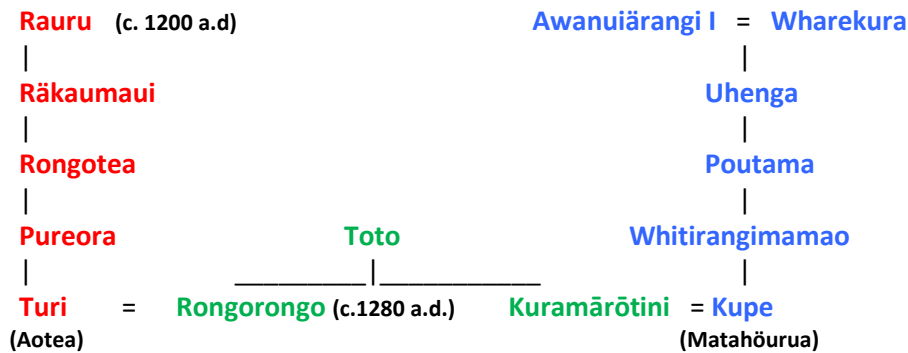 Rauru (c. 1200 a.d) Awanuiärangi I = Wharekura
Räkaumaui Uhenga
Rongotea Poutama
Pureora Toto Whitirangimamao
Turi = Rongorongo (c.1280 a.d.) Kuramārōtini = Kupe
(Aotea) (Matahöurua)